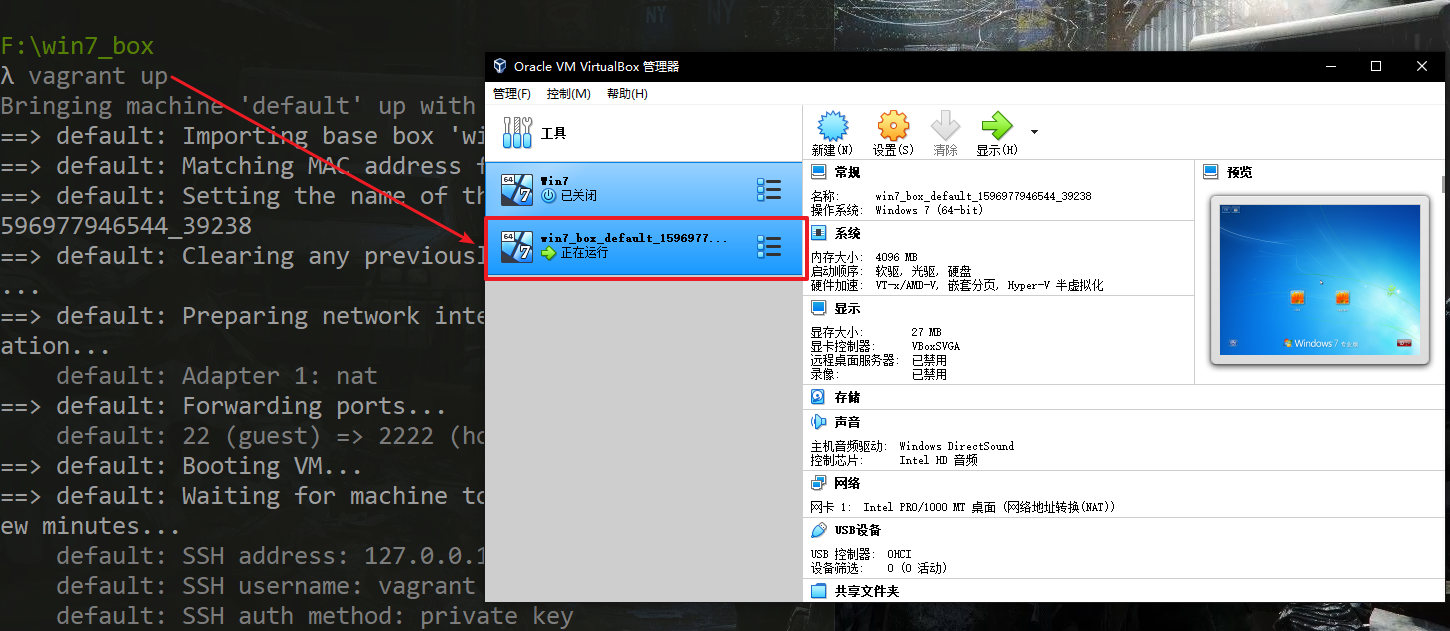 NY
NY
F:\win7_box
λ vagrant up
Bringing machine 'default' up with
==> default: Importing base box 'wi
==> default: Matching MAC address f
==> default: Setting the name of th
596977946544_39238
==> default: Clearing any previousl
...
==> default: Preparing network inte
ation...
default: Adapter 1: nat
==> default: Forwarding ports...
default: 22 (guest) => 2222 (ho
==> default: Booting VM...
==> default: Waiting for machine to
ew minutes...
default: SSH address: 127.0.0.1
default: SSH username: vagrant
default: SSH auth method: private key
Oracle VM VirtualBox 管理器
管理(F) 控制(M) 帮助(H)
工具
64 7 Win7
已关闭
64 7 win7_box_default_1596977...
正在运行
新建(N) 设置(S) 清除 显示(H)
常规
名称: win7_box_default_1596977946544_39238
操作系统: Windows 7 (64-bit)
系统
内存大小: 4096 MB
启动顺序: 软驱, 光驱, 硬盘
硬件加速: VT-x/AMD-V, 嵌套分页, Hyper-V 半虚拟化
显示
显存大小: 27 MB
显卡控制器: VBoxSVGA
远程桌面服务器: 已禁用
录像: 已禁用
存储
声音
主机音频驱动: Windows DirectSound
控制芯片: Intel HD 音频
网络
网卡 1: Intel PRO/1000 MT 桌面 (网络地址转换(NAT))
USB设备
USB 控制器: OHCI
设备筛选: 0 (0 活动)
共享文件夹
预览
Windows 7 专业版